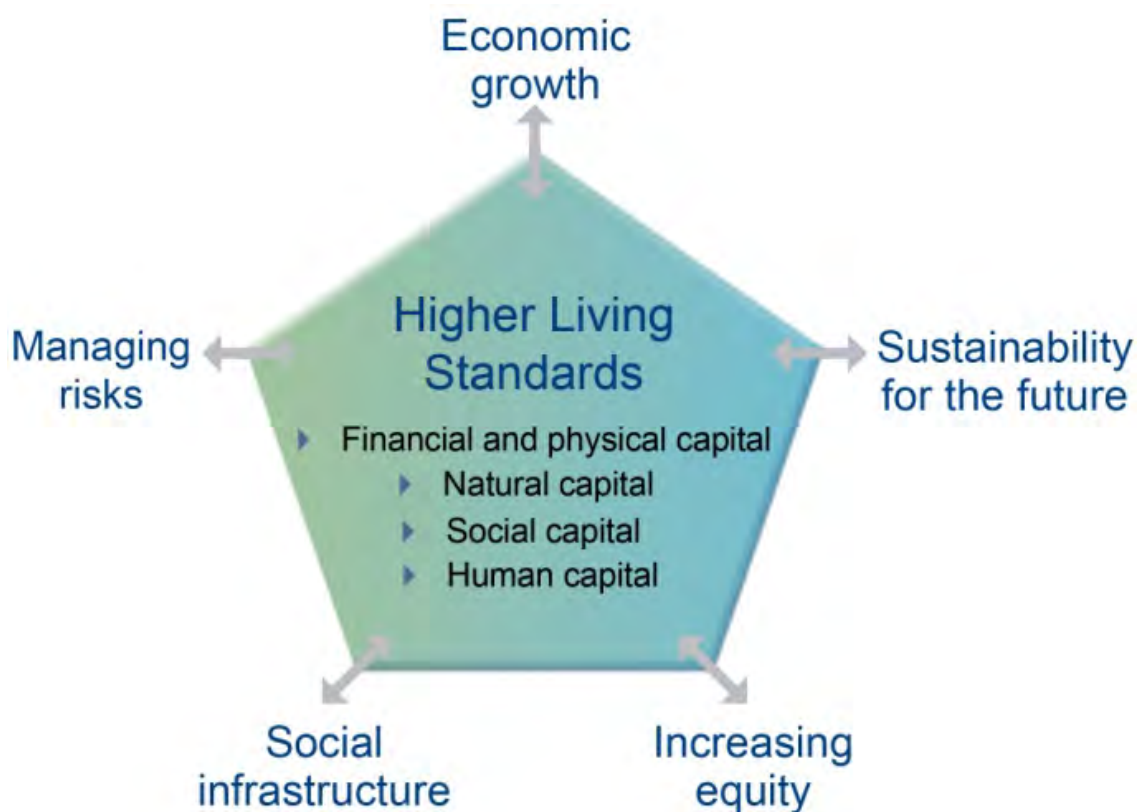 Economic
growth
Managing
risks
Higher Living
Standards
Financial and physical capital
Natural capital
Social capital
Human capital
Sustainability
for the future
Social
infrastructure
Increasing
equity